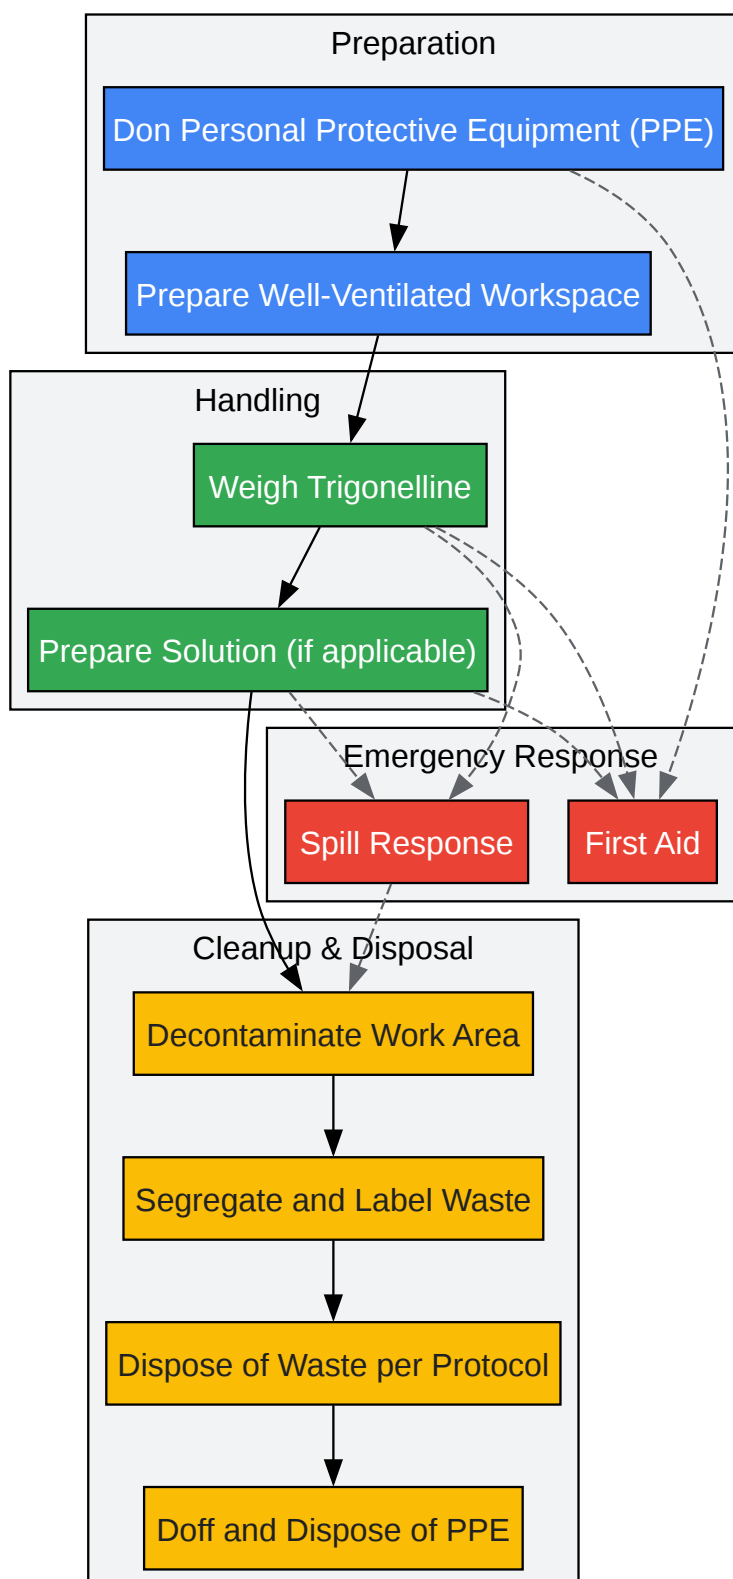 Preparation
Don Personal Protective Equipment (PPE)
Prepare Well-Ventilated Workspace
Handling
Weigh Trigonelline
Prepare Solution (if applicable)
Emergency Response
Spill Response
First Aid
Cleanup & Disposal
Decontaminate Work Area
Segregate and Label Waste
Dispose of Waste per Protocol
Doff and Dispose of PPE